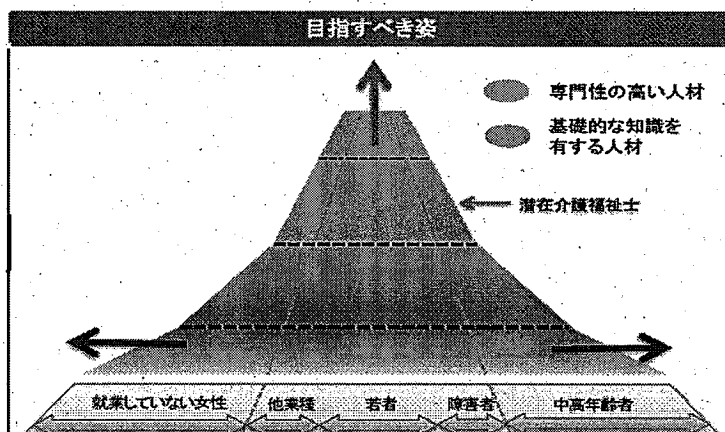 目指すべき姿
専門性の高い人材
基礎的な知識を
有する人材
潜在介護福祉士
就業していない女性
他業種
若者
障害者
中高年齢者